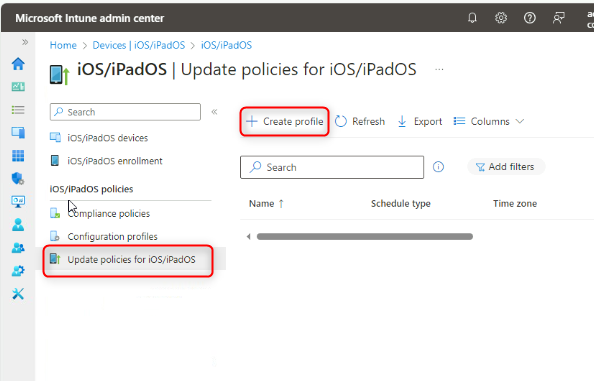 Microsoft Intune admin center
Home > Devices | iOS/iPadOS > iOS/iPadOS
iOS/iPadOS | Update policies for iOS/iPadOS ...
Search
iOS/iPadOS devices
iOS/iPadOS enrollment
iOS/iPadOS policies
Compliance policies
Configuration profiles
Update policies for iOS/iPadOS
Create profile Refresh Export Columns
Search Add filters
Name ↑ Schedule type Time zone